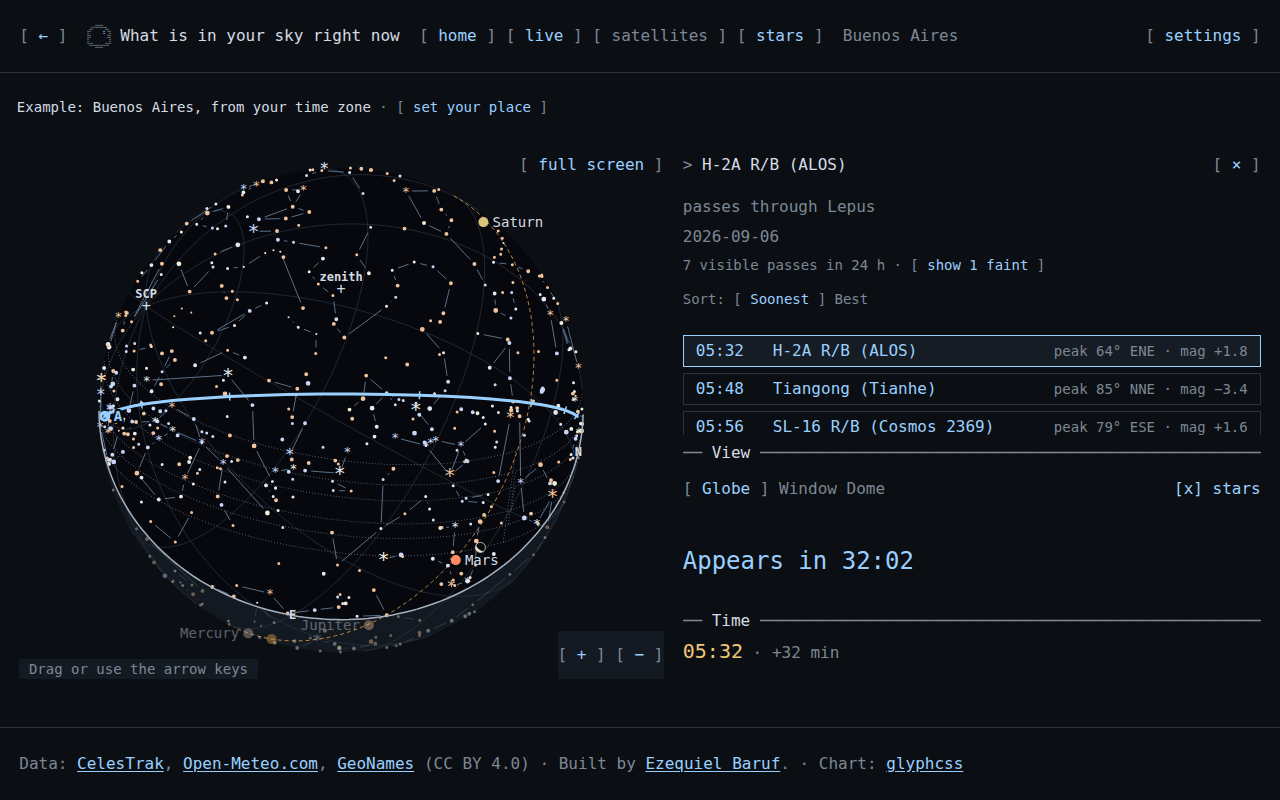 [ ← ] What is in your sky right now [ home ] [ live ] [ satellites ] [ stars ] Buenos Aires [ settings ]
Example: Buenos Aires, from your time zone · [ set your place ]
[ full screen ]
Saturn
zenith
SCP
N
Mars
E
Jupiter
Mercury
[ + ] [ − ]
Drag or use the arrow keys
> H-2A R/B (ALOS) [ × ]
passes through Lepus
2026-09-06
7 visible passes in 24 h · [ show 1 faint ]
Sort: [ Soonest ] Best
05:32 H-2A R/B (ALOS) peak 64° ENE · mag +1.8
05:48 Tiangong (Tianhe) peak 85° NNE · mag −3.4
05:56 SL-16 R/B (Cosmos 2369) peak 79° ESE · mag +1.6
View
[ Globe ] Window Dome [x] stars
Appears in 32:02
Time
05:32 · +32 min
Data: CelesTrak, Open-Meteo.com, GeoNames (CC BY 4.0) · Built by Ezequiel Baruf. · Chart: glyphcss